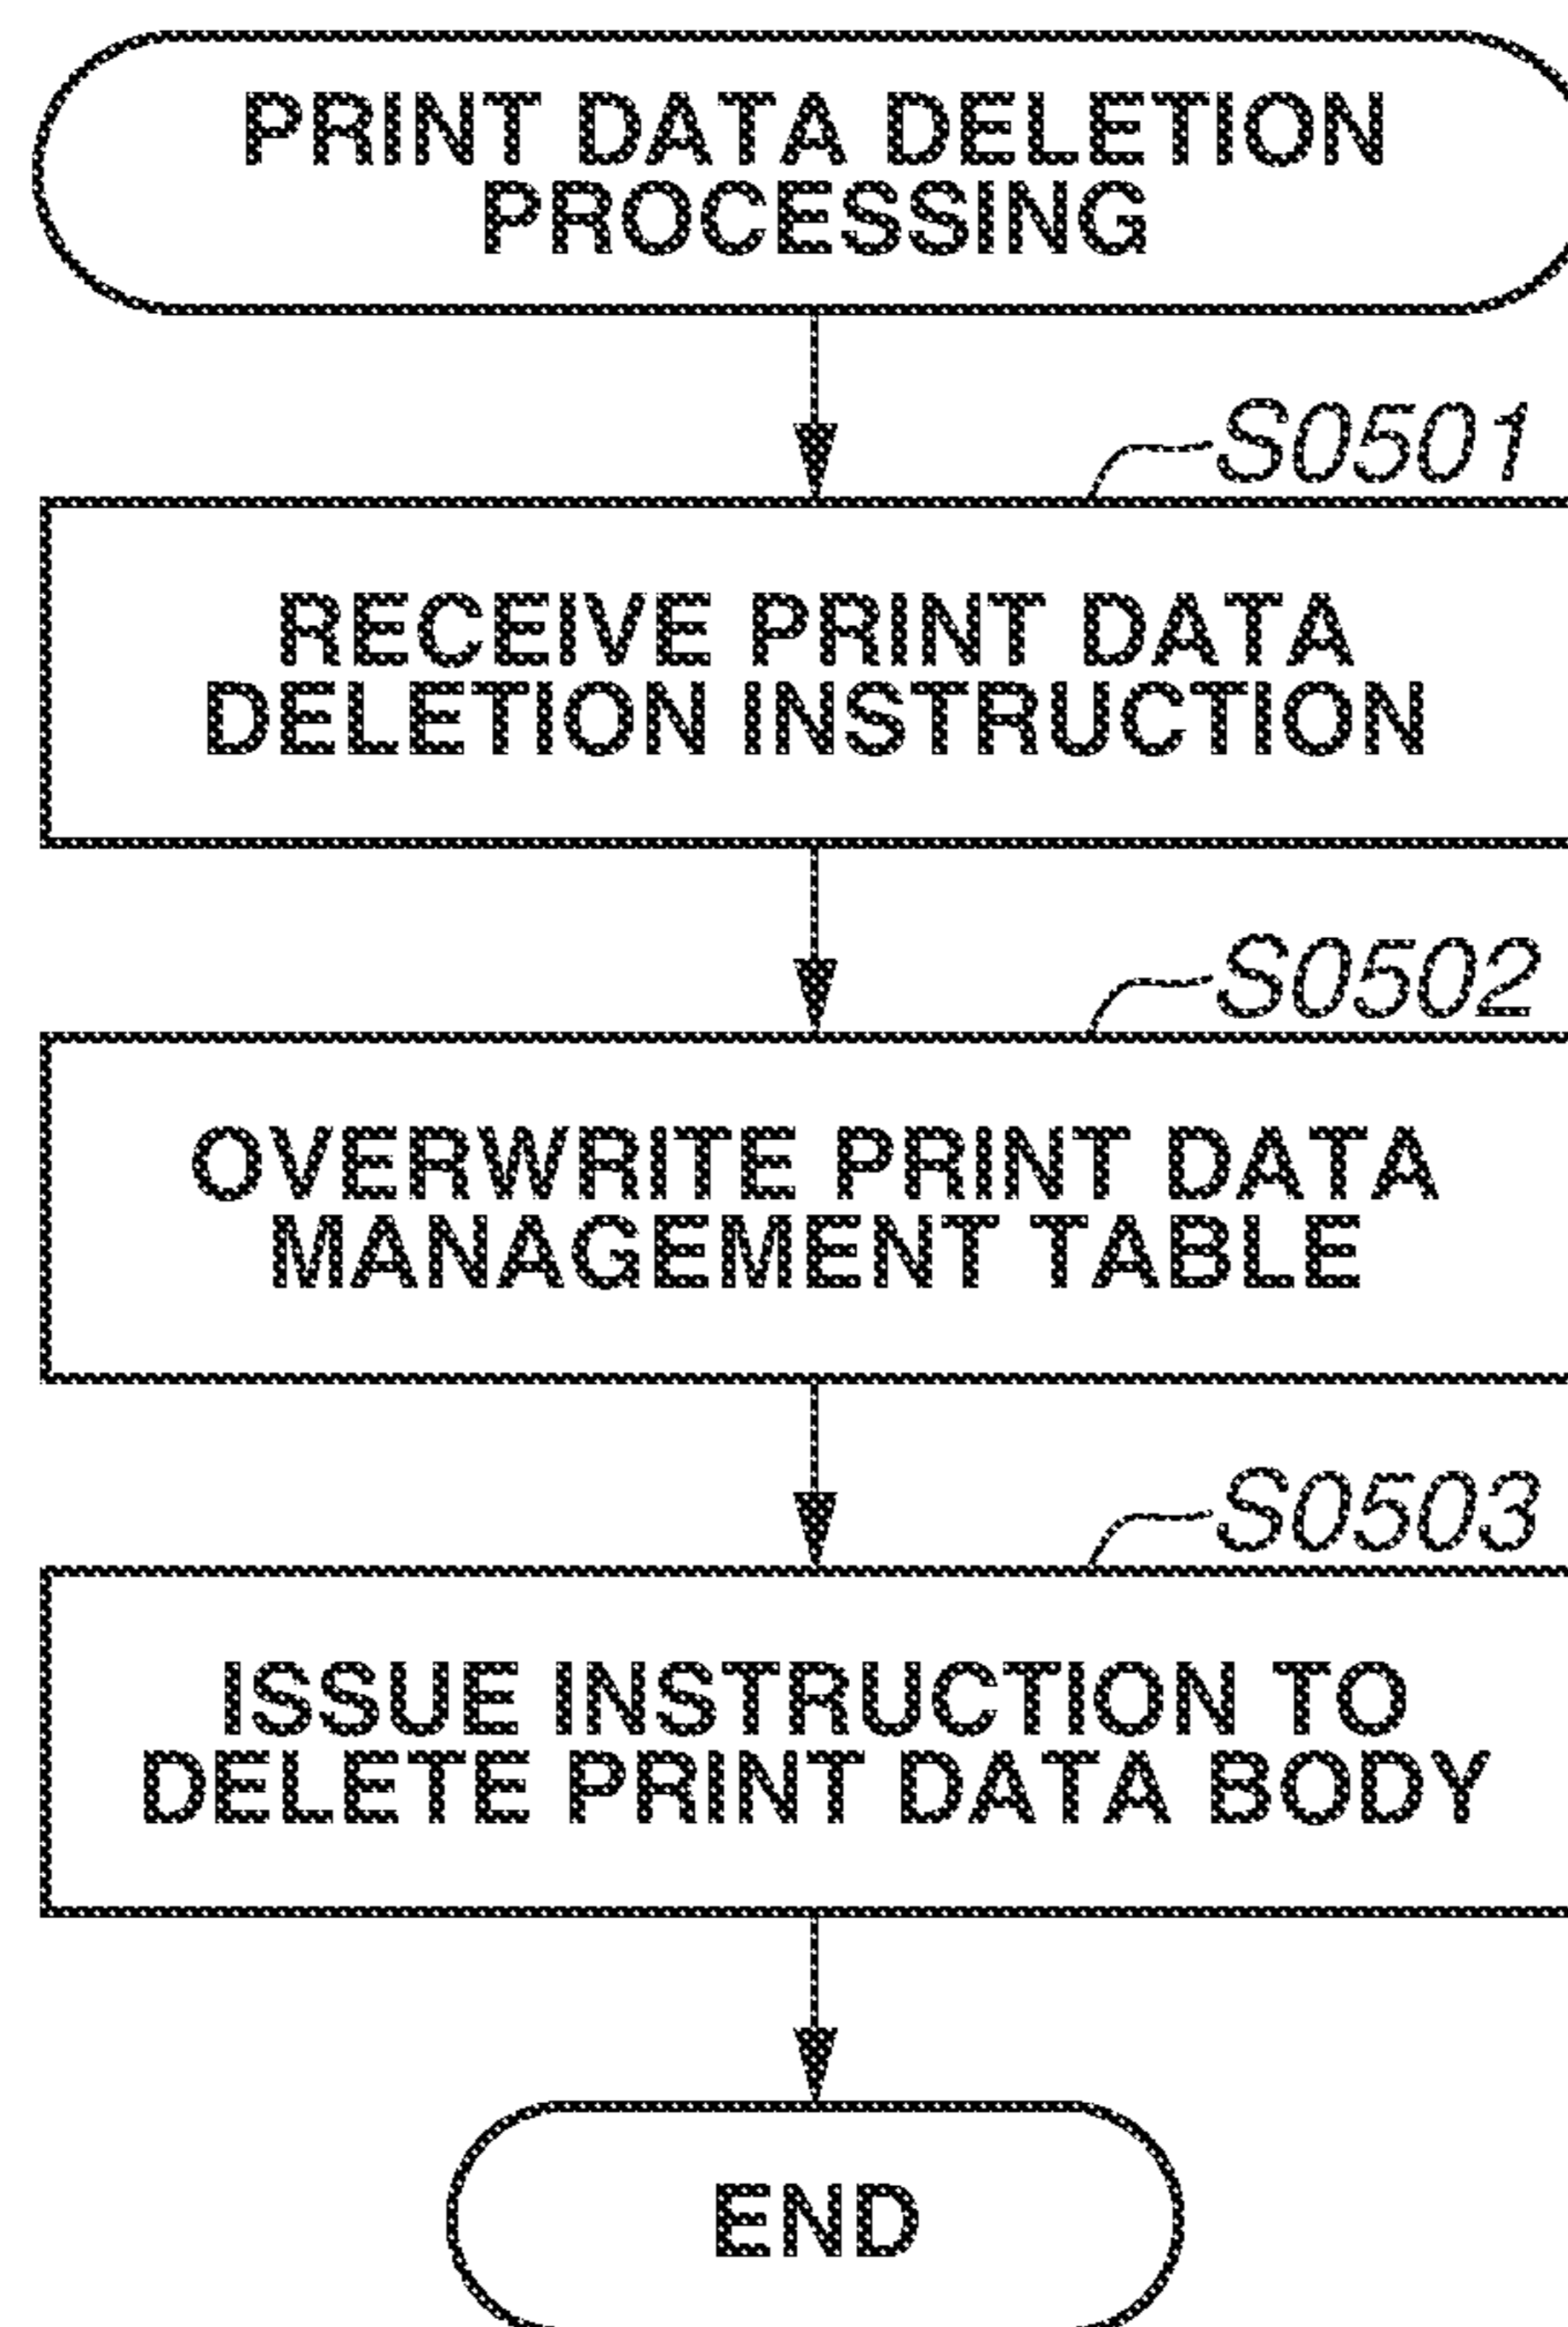 PRINT DATA DELETION
PROCESSING
S0501
RECEIVE PRINT DATA
DELETION INSTRUCTION
S0502
OVERWRITE PRINT DATA
MANAGEMENT TABLE
S0503
ISSUE INSTRUCTION TO
DELETE PRINT DATA BODY
END